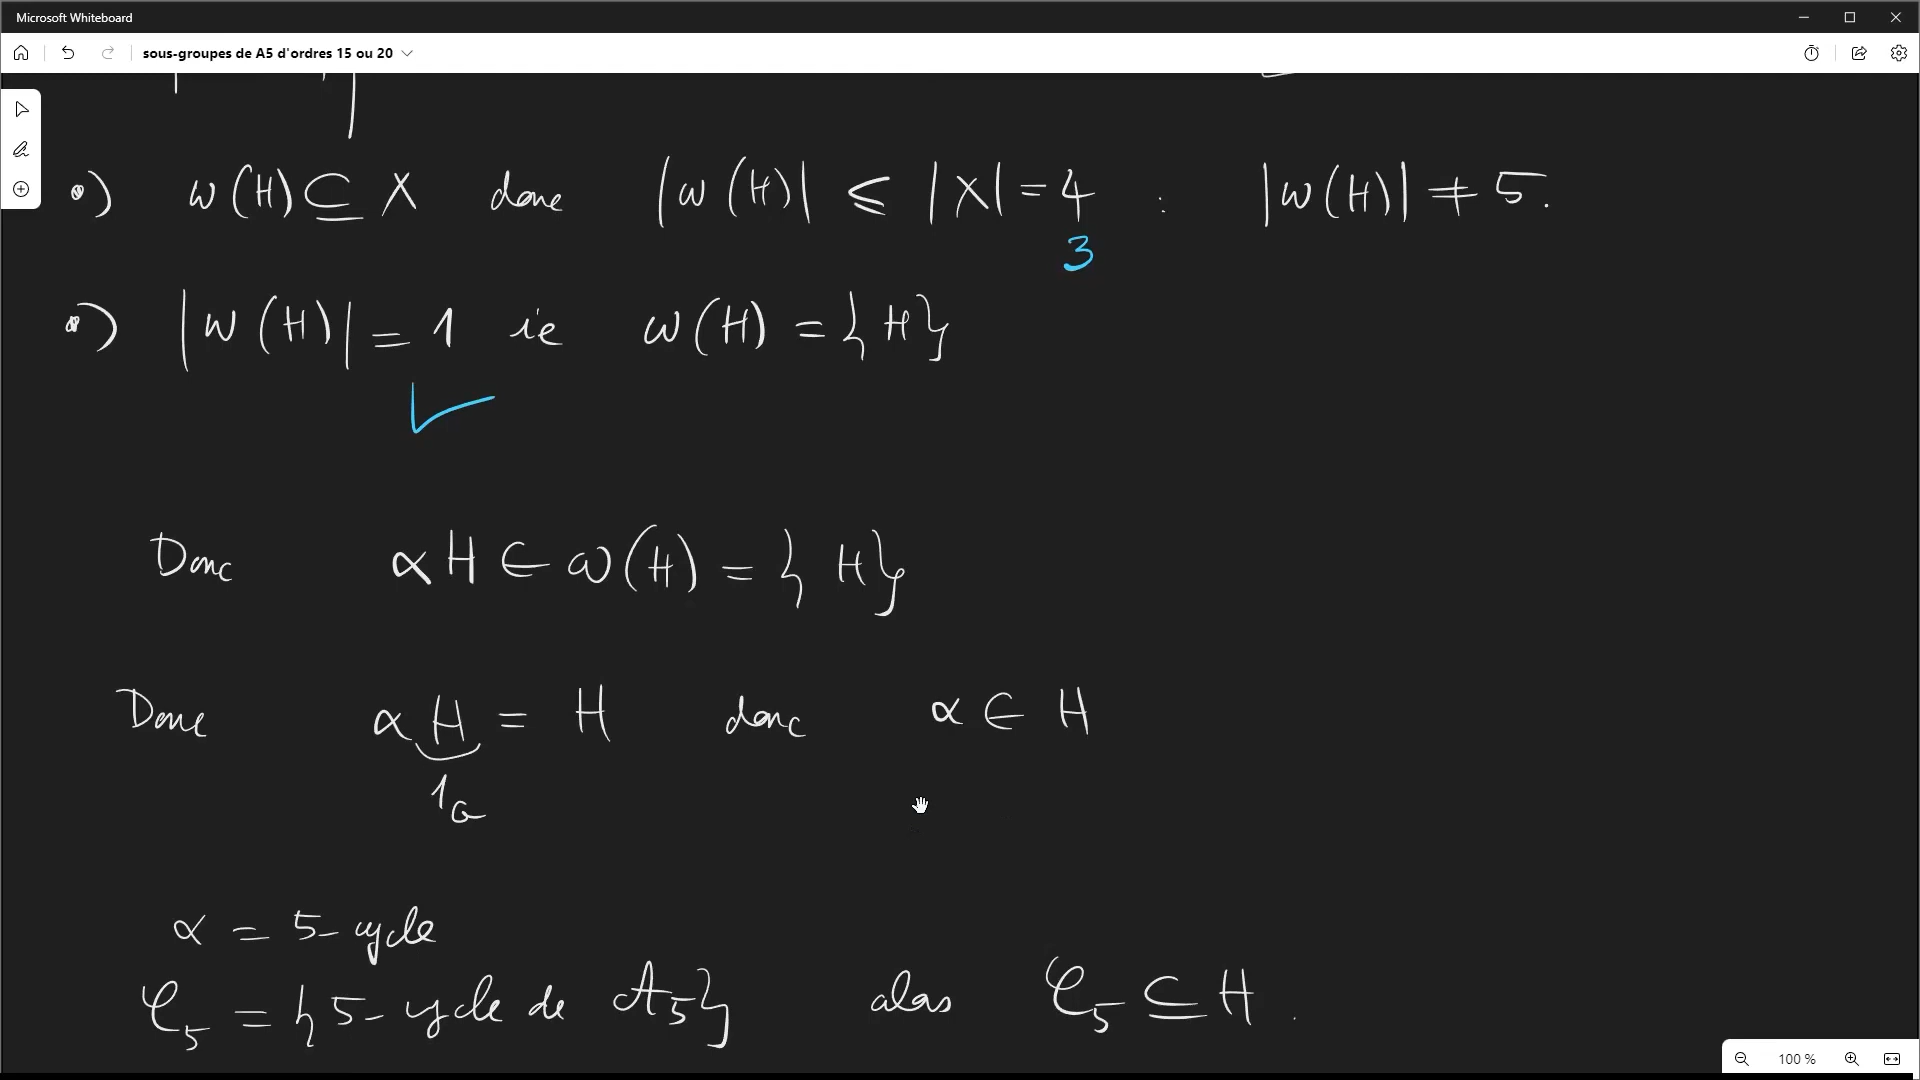 Microsoft Whiteboard
sous-groupes de A5 d'ordres 15 ou 20
•) ω(H) ⊆ X donc |ω(H)| ⩽ |X| = 4 : |ω(H)| ≠ 5.
3
•) |ω(H)| = 1 ie ω(H) = {H}
Donc αH ∈ ω(H) = {H}
Donc αH = H donc α ∈ H
1G
α = 5-cycle
𝒞5 = {5-cycle de A5} alors 𝒞5 ⊆ H.
100 %